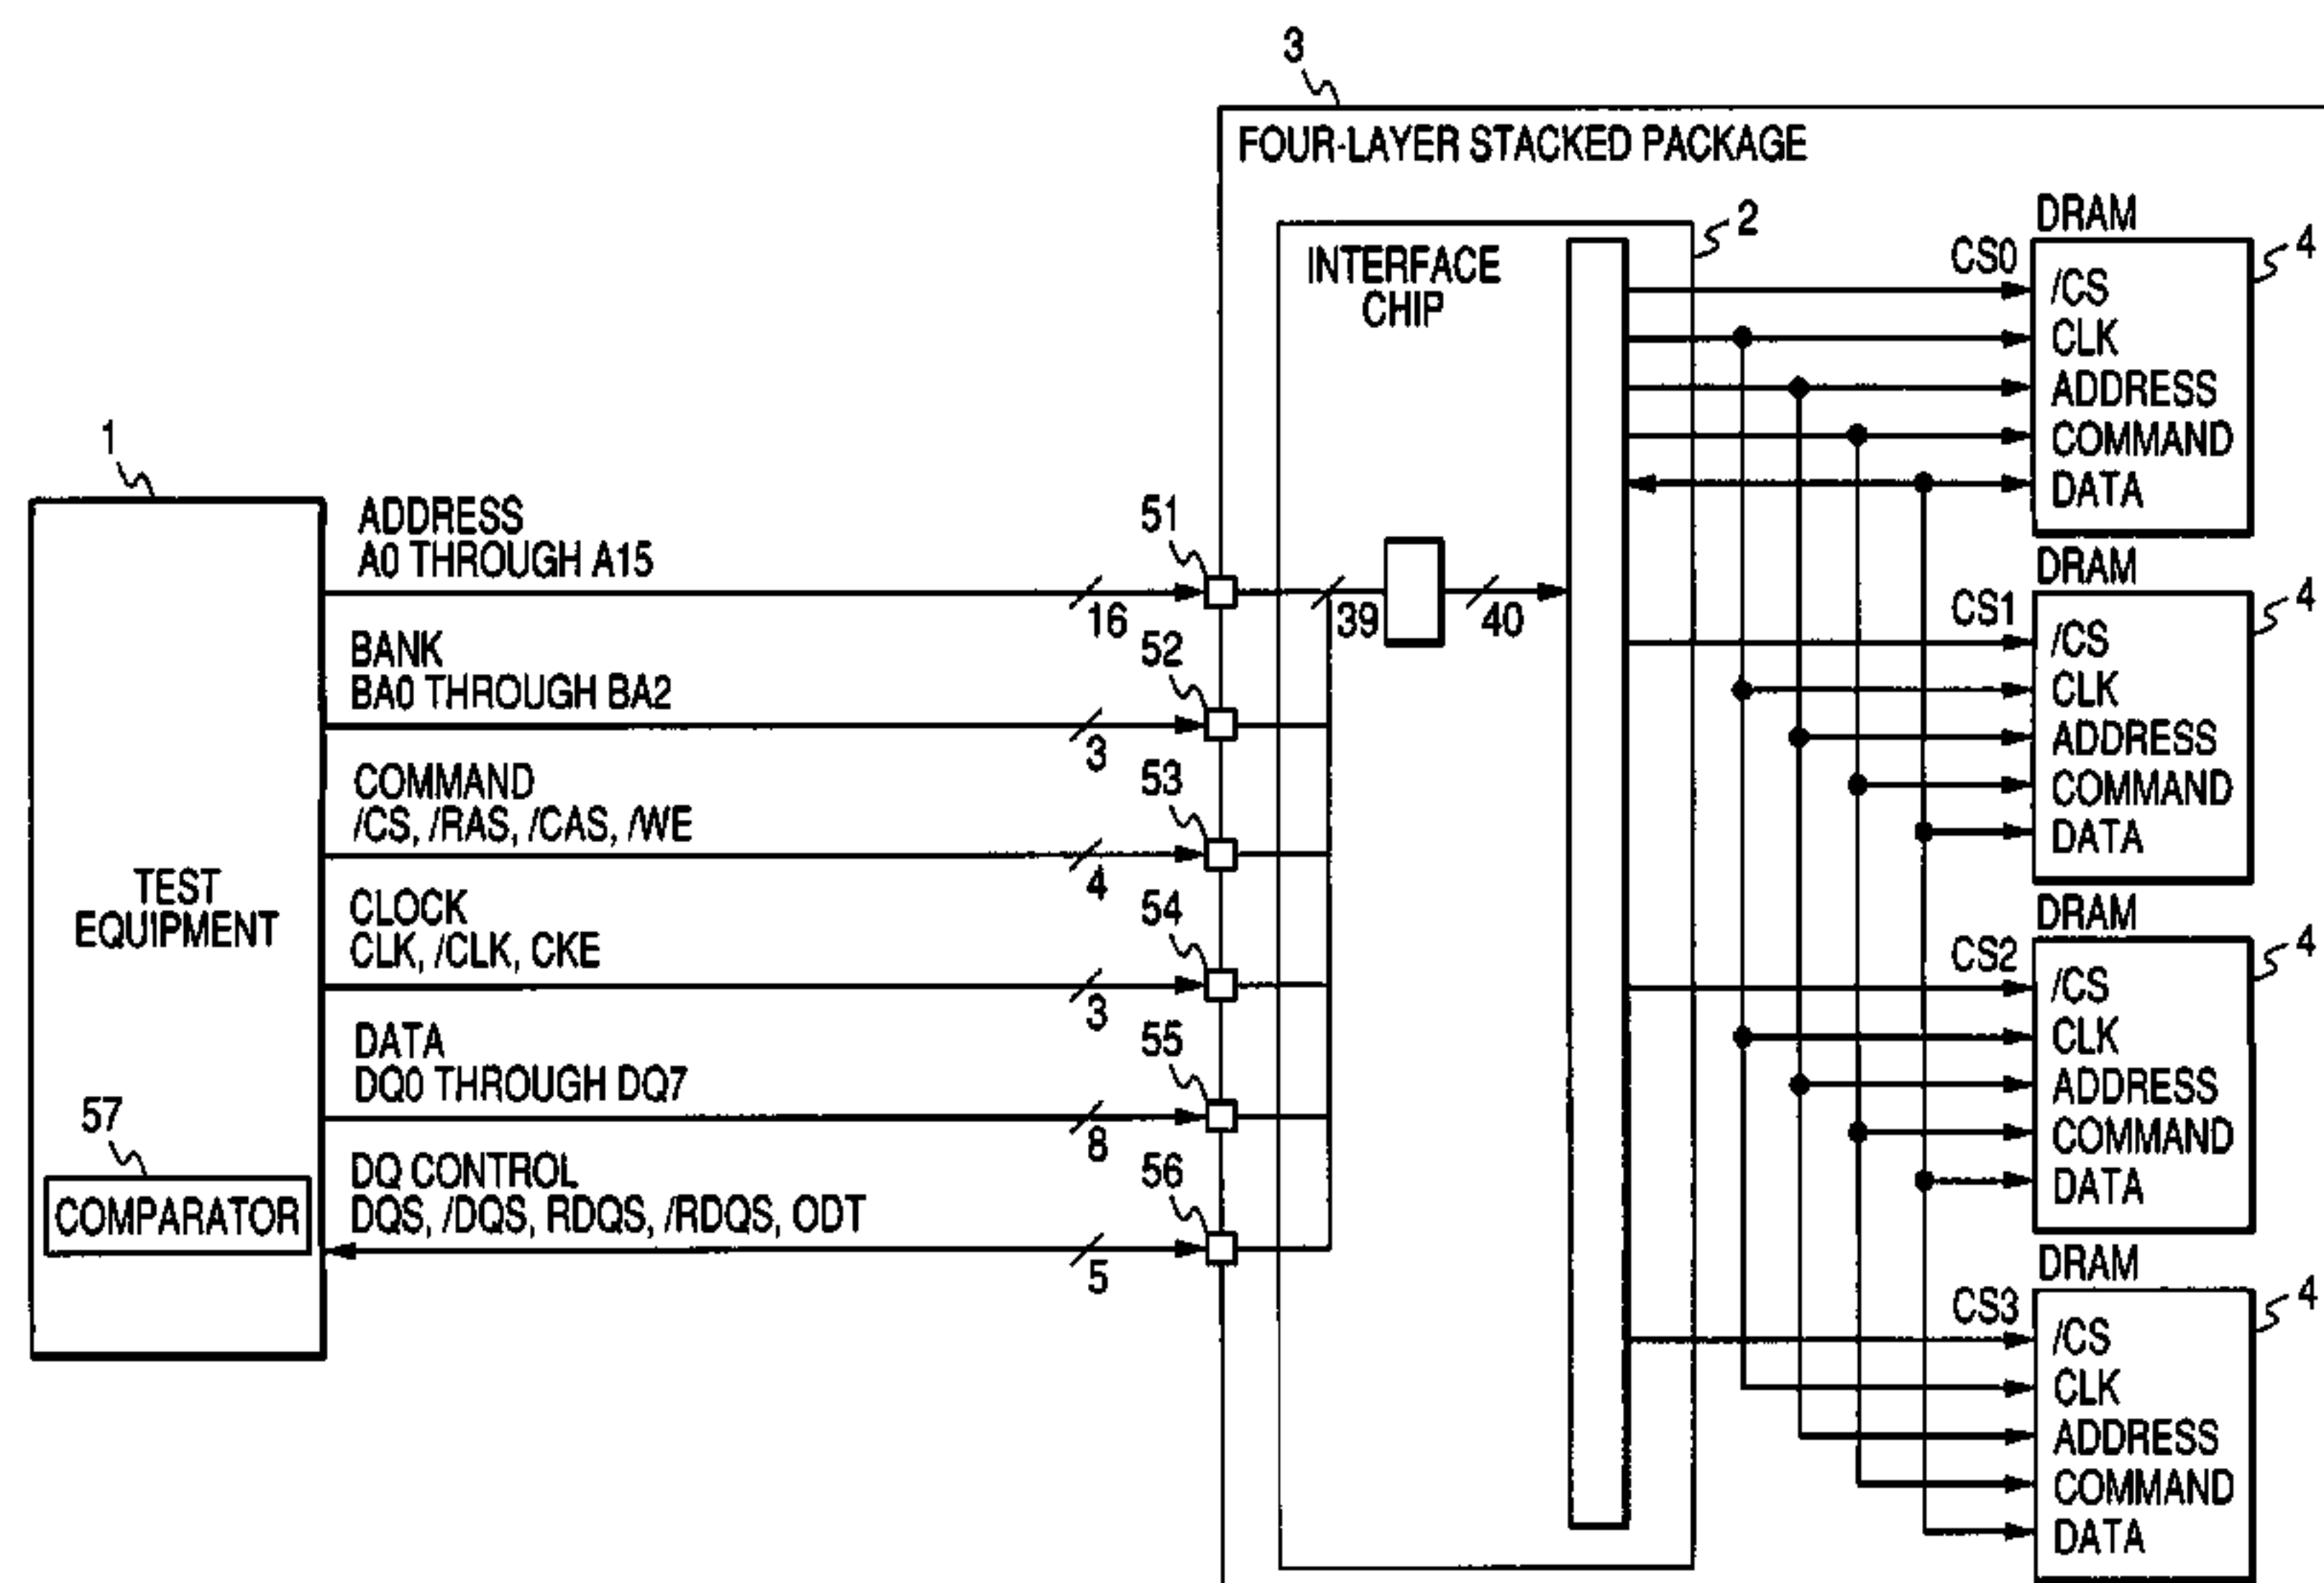 3
FOUR-LAYER STACKED PACKAGE
2
INTERFACE
CHIP
DRAM
4
CS0
/CS
CLK
ADDRESS
COMMAND
DATA
1
ADDRESS
A0 THROUGH A15
16
51
39
40
DRAM
4
CS1
/CS
CLK
ADDRESS
COMMAND
DATA
BANK
BA0 THROUGH BA2
3
52
COMMAND
/CS, /RAS, /CAS, /WE
4
53
TEST
EQUIPMENT
CLOCK
CLK, /CLK, CKE
3
54
DRAM
4
CS2
/CS
CLK
ADDRESS
COMMAND
DATA
DATA
DQ0 THROUGH DQ7
8
55
57
COMPARATOR
DQ CONTROL
DQS, /DQS, RDQS, /RDQS, ODT
5
56
DRAM
4
CS3
/CS
CLK
ADDRESS
COMMAND
DATA